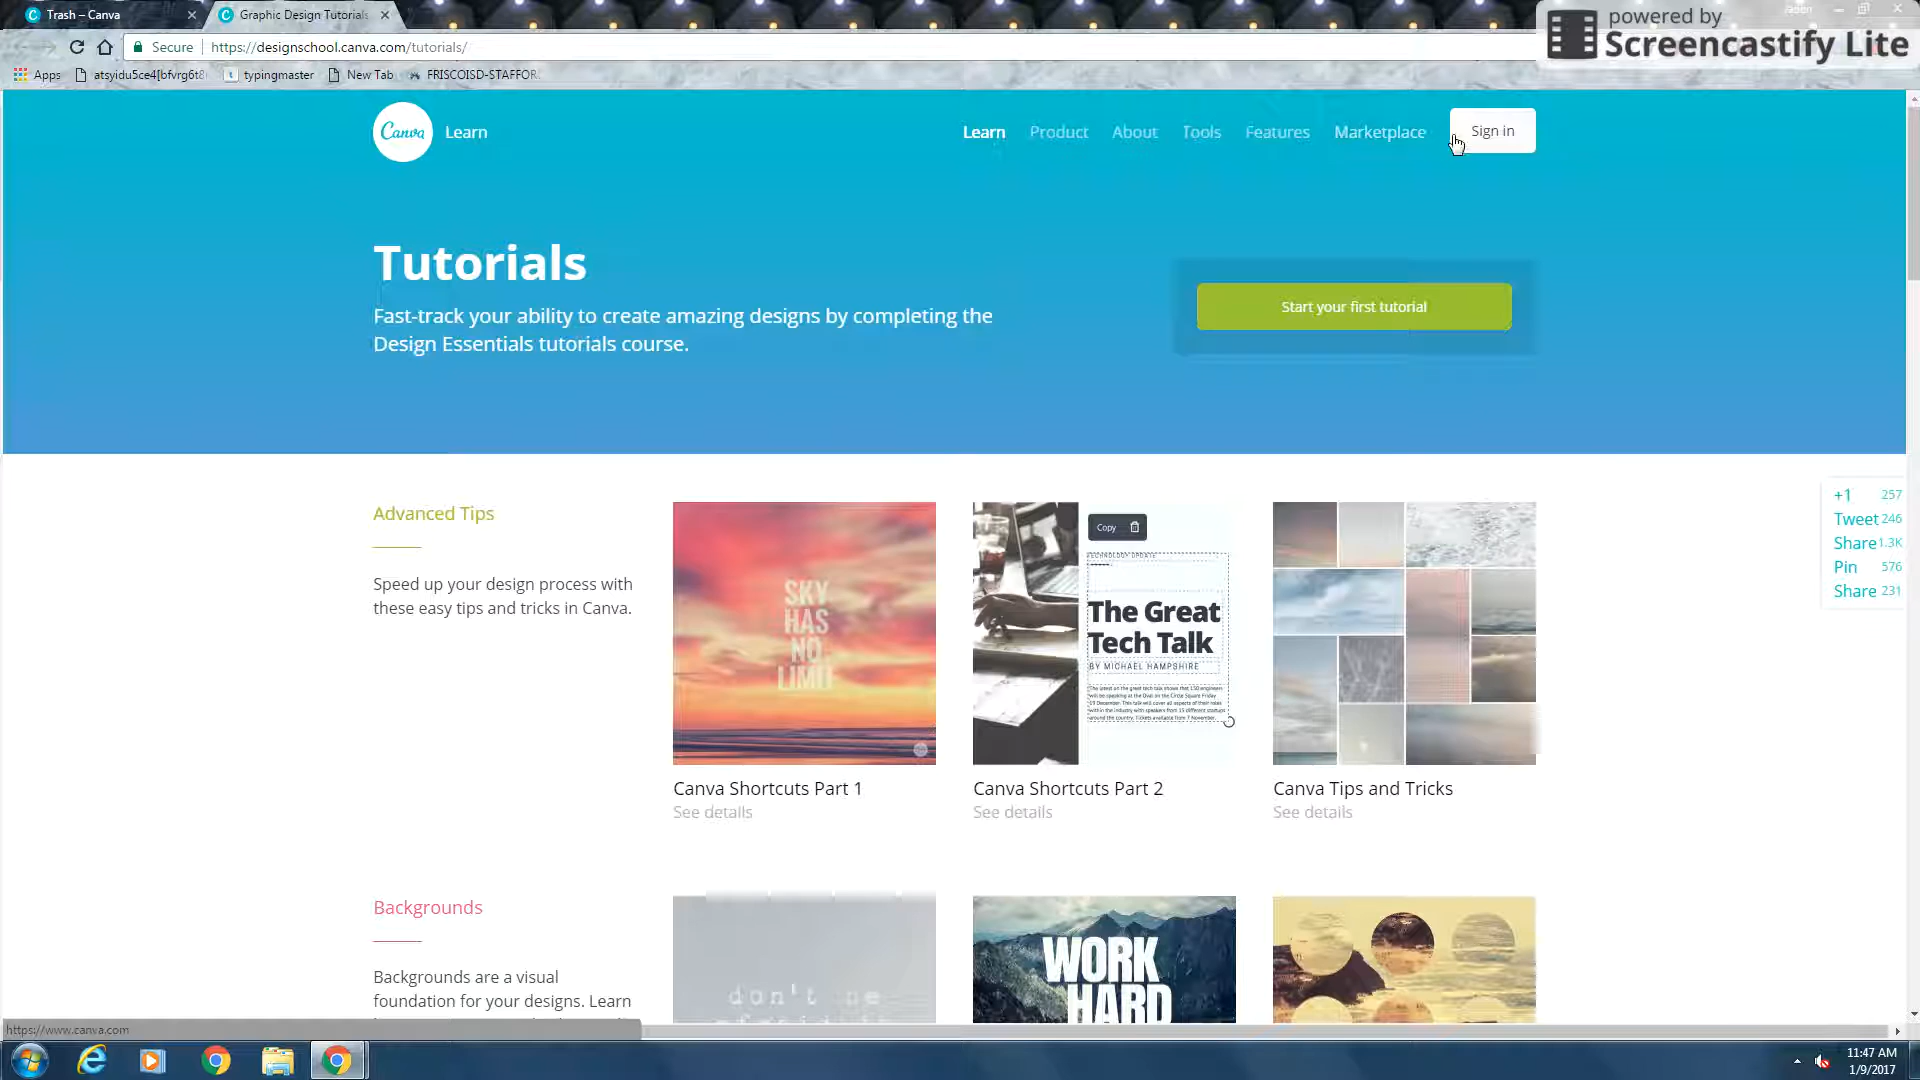 Trash – Canva
Graphic Design Tutorials
powered by
Screencastify Lite
Secure
https://designschool.canva.com/tutorials/
Apps
typingmaster
New Tab
FRISCOISD-STAFFOR
Canva
Learn
Learn
Product
About
Tools
Features
Marketplace
Sign in
Tutorials
Fast-track your ability to create amazing designs by completing the
Design Essentials tutorials course.
Start your first tutorial
+1 257
Tweet 246
Share 1.3K
Pin 576
Share 231
Advanced Tips
Speed up your design process with
these easy tips and tricks in Canva.
SKY
HAS
NO
LIMIT
Copy
TECHNOLOGY UPDATE
The Great
Tech Talk
BY MICHAEL HAMPSHIRE
Canva Shortcuts Part 1
See details
Canva Shortcuts Part 2
See details
Canva Tips and Tricks
See details
Backgrounds
Backgrounds are a visual
foundation for your designs. Learn
don't be
WORK
HARD
https://www.canva.com
11:47 AM
1/9/2017